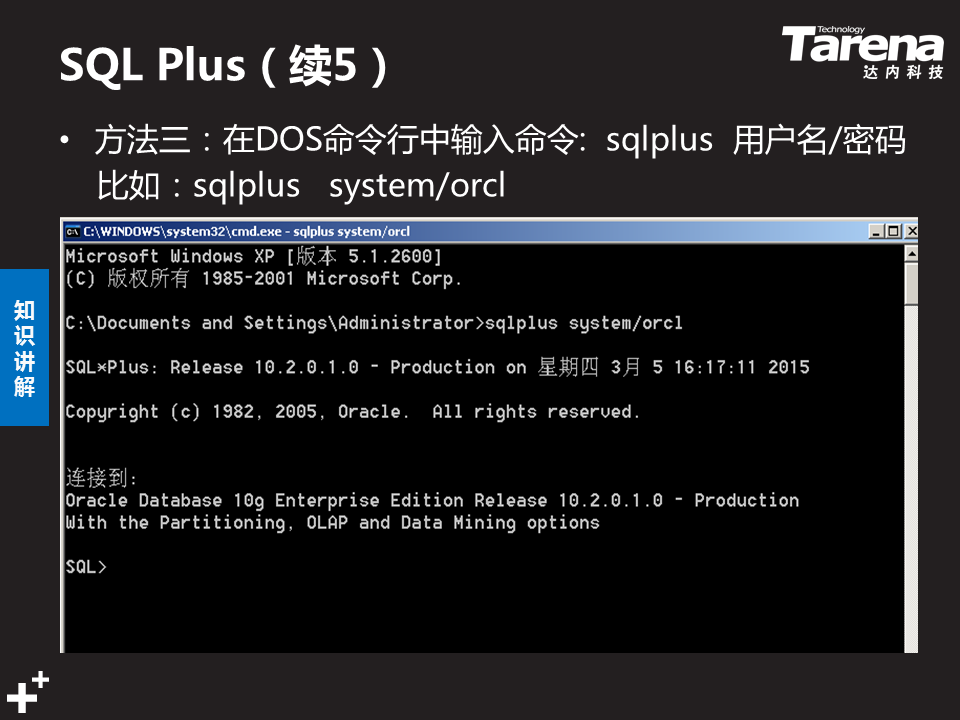 SQL Plus（续5）
Technology
Tarena
达内科技
• 方法三：在DOS命令行中输入命令: sqlplus 用户名/密码
比如：sqlplus system/orcl
C:\WINDOWS\system32\cmd.exe - sqlplus system/orcl
Microsoft Windows XP [版本 5.1.2600]
(C) 版权所有 1985-2001 Microsoft Corp.
C:\Documents and Settings\Administrator>sqlplus system/orcl
SQL*Plus: Release 10.2.0.1.0 - Production on 星期四 3月 5 16:17:11 2015
Copyright (c) 1982, 2005, Oracle.  All rights reserved.
连接到:
Oracle Database 10g Enterprise Edition Release 10.2.0.1.0 - Production
With the Partitioning, OLAP and Data Mining options
SQL>
知识讲解